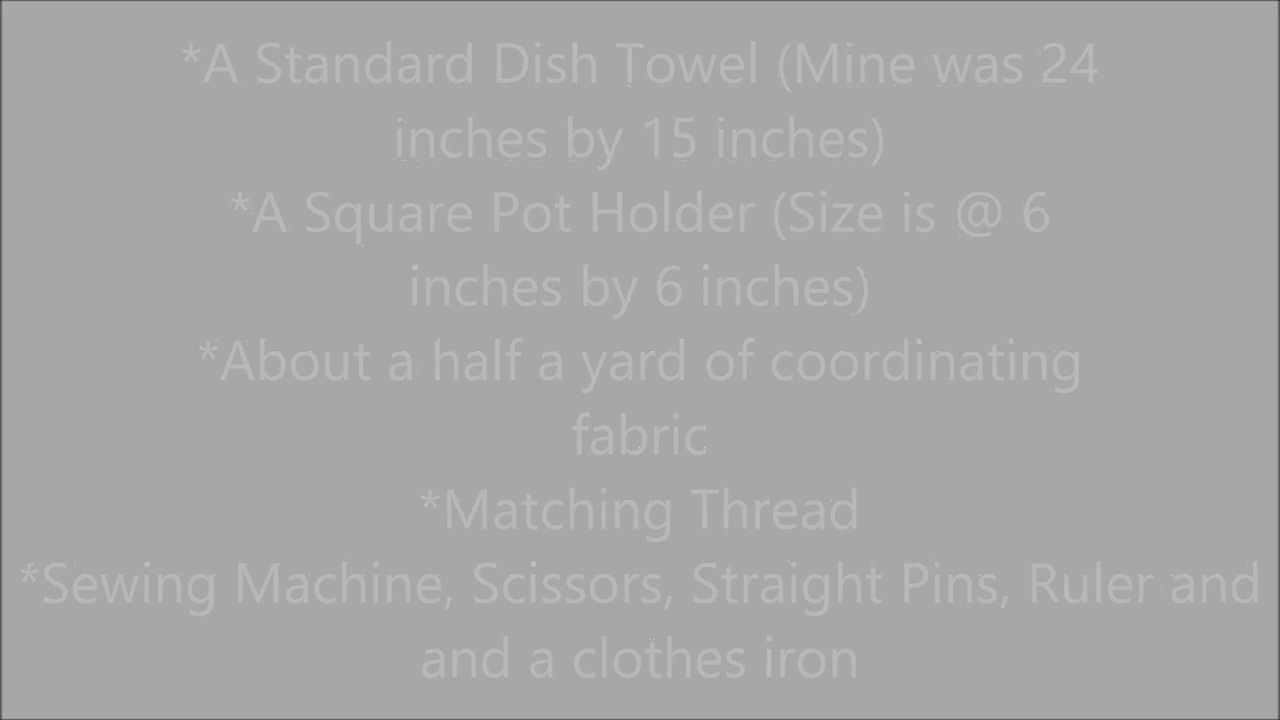 *A Standard Dish Towel (Mine was 24
inches by 15 inches)
*A Square Pot Holder (Size is @ 6
inches by 6 inches)
*About a half a yard of coordinating
fabric
*Matching Thread
*Sewing Machine, Scissors, Straight Pins, Ruler and
and a clothes iron